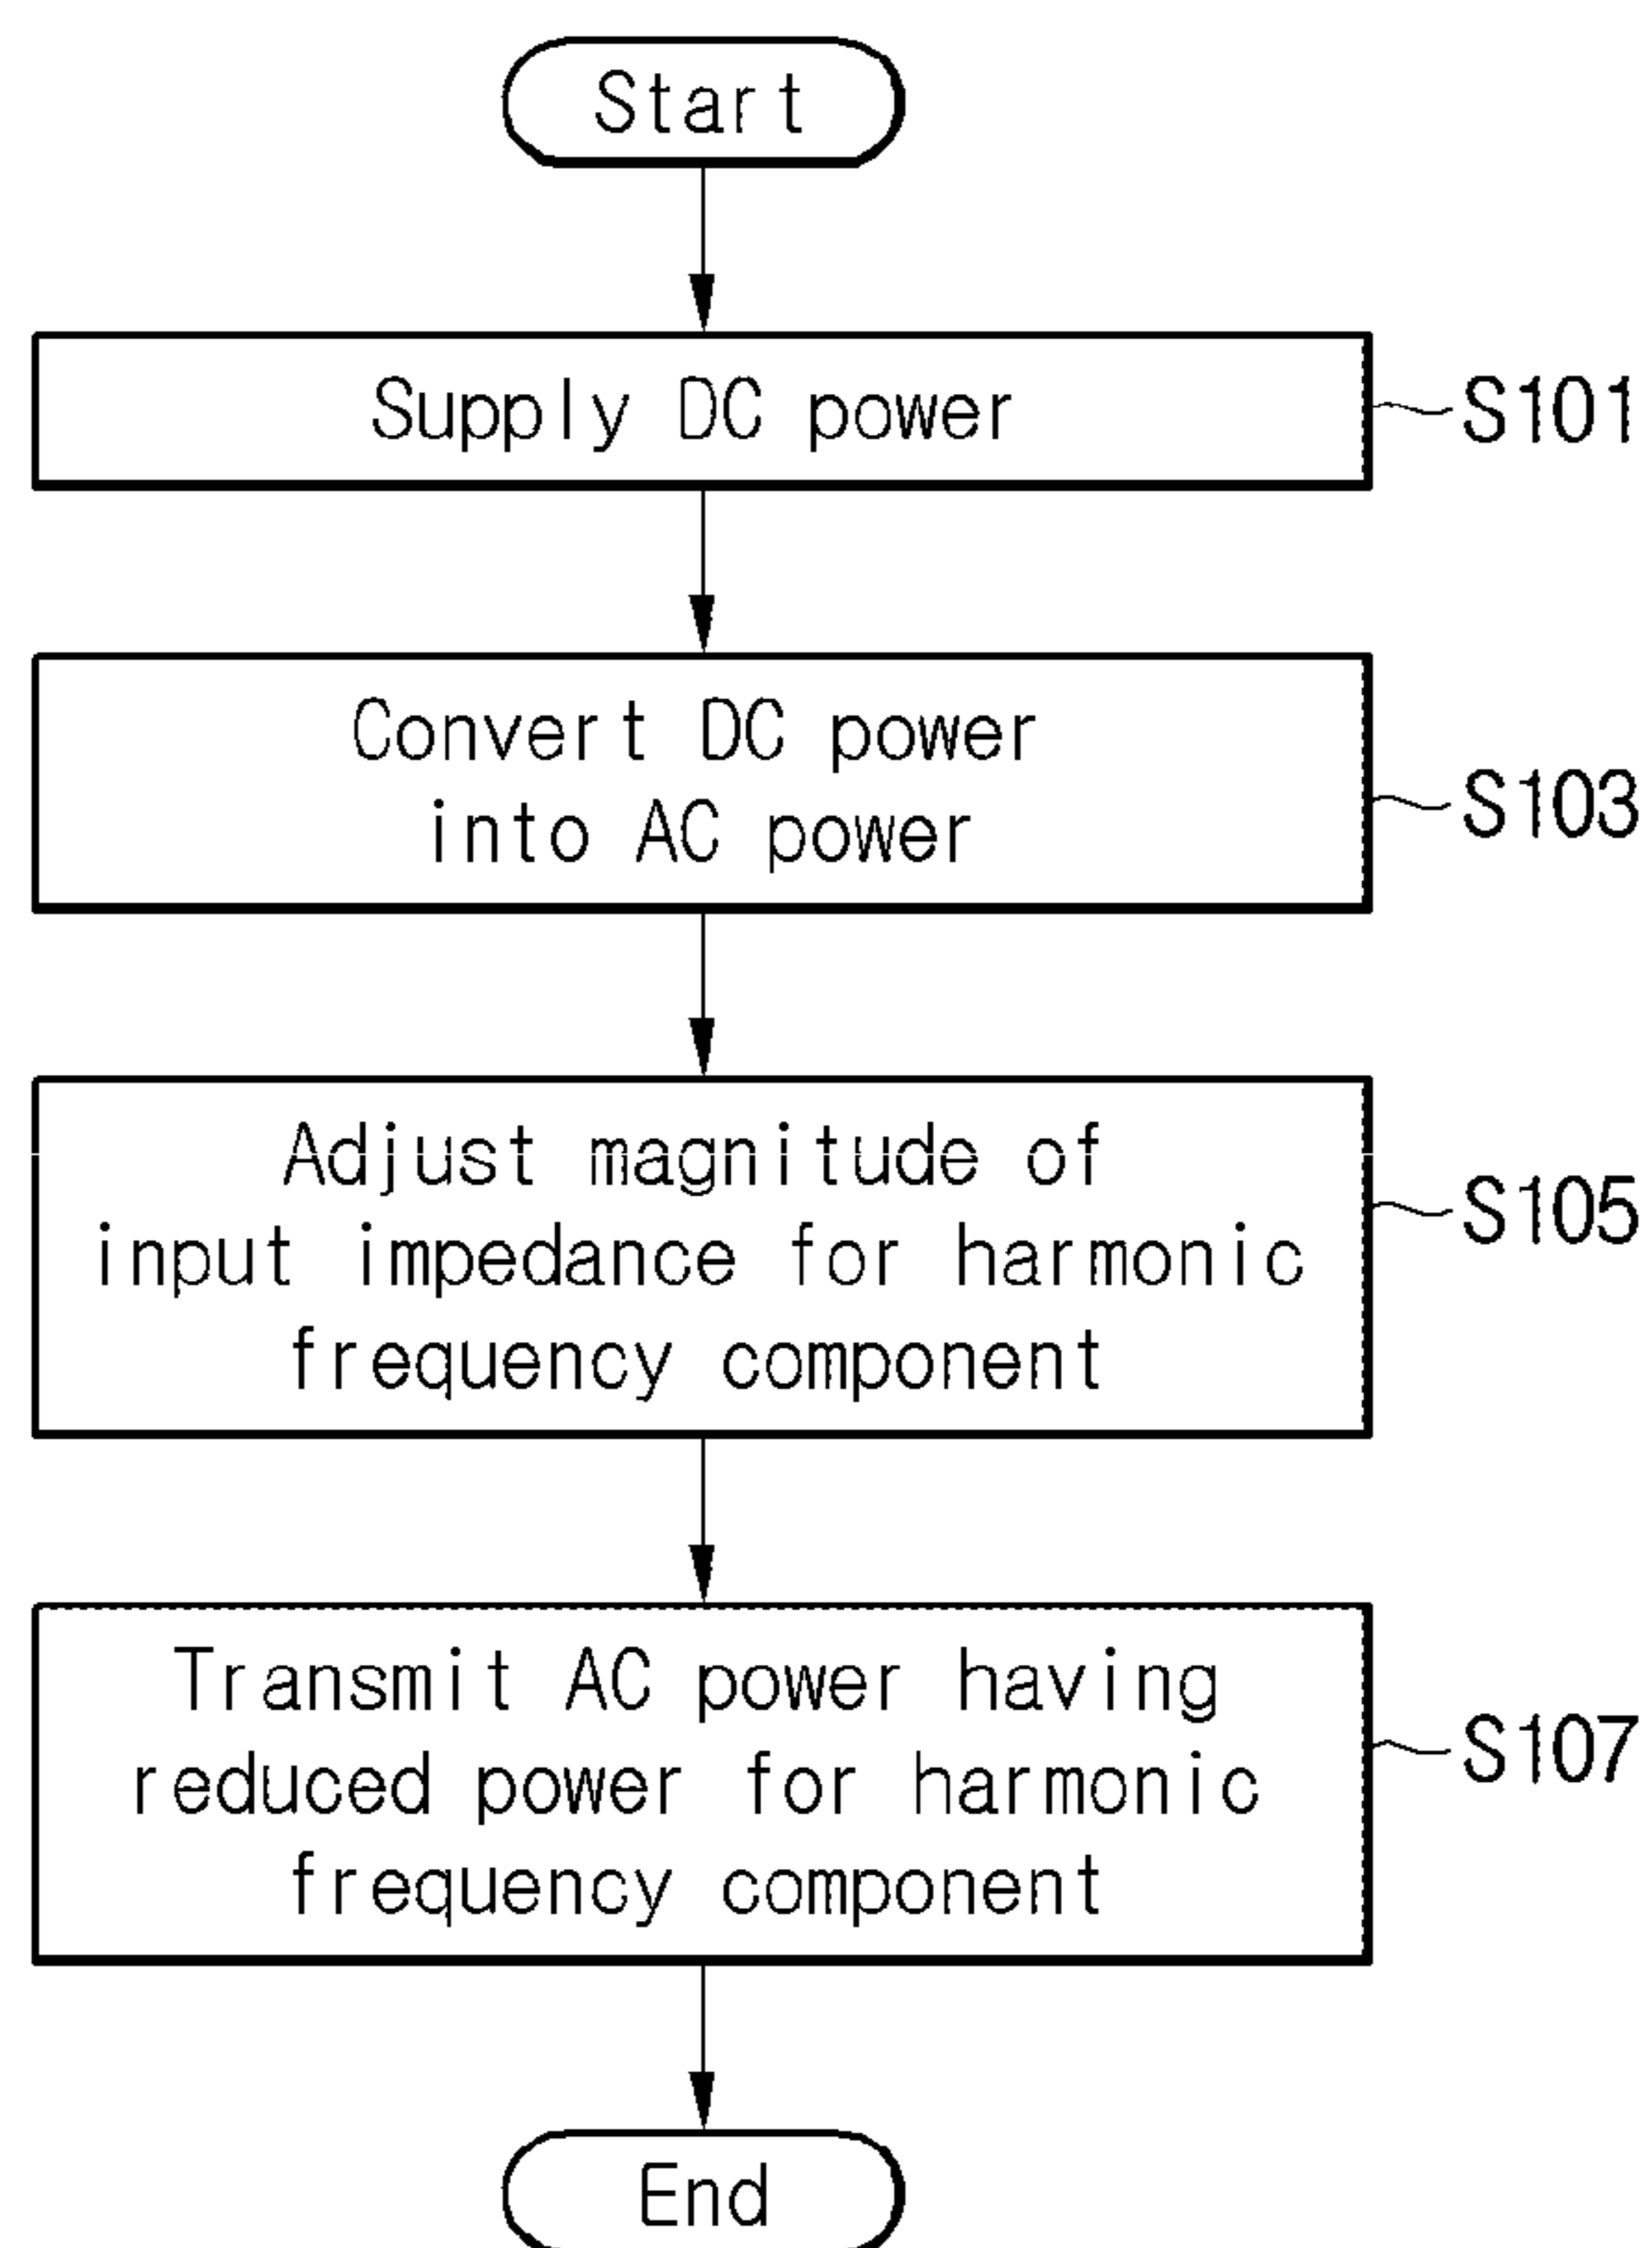 Start
Supply DC power
S101
Convert DC power
into AC power
S103
Adjust magnitude of
input impedance for harmonic
frequency component
S105
Transmit AC power having
reduced power for harmonic
frequency component
S107
End